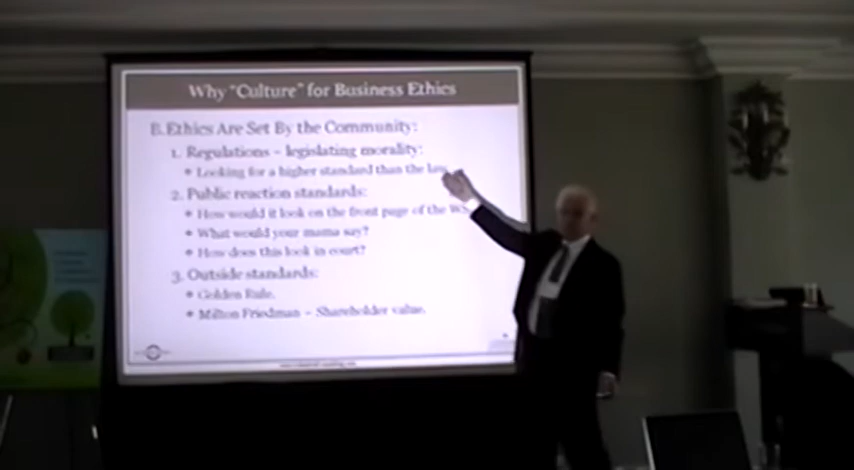 Why "Culture" for Business Ethics
B. Ethics Are Set By the Community:
1. Regulations – legislating morality:
• Looking for a higher standard than the law
2. Public reaction standards:
• How would it look on the front page of the WS
• What would your mama say?
• How does this look in court?
3. Outside standards:
• Golden Rule.
• Milton Friedman – Shareholder value.